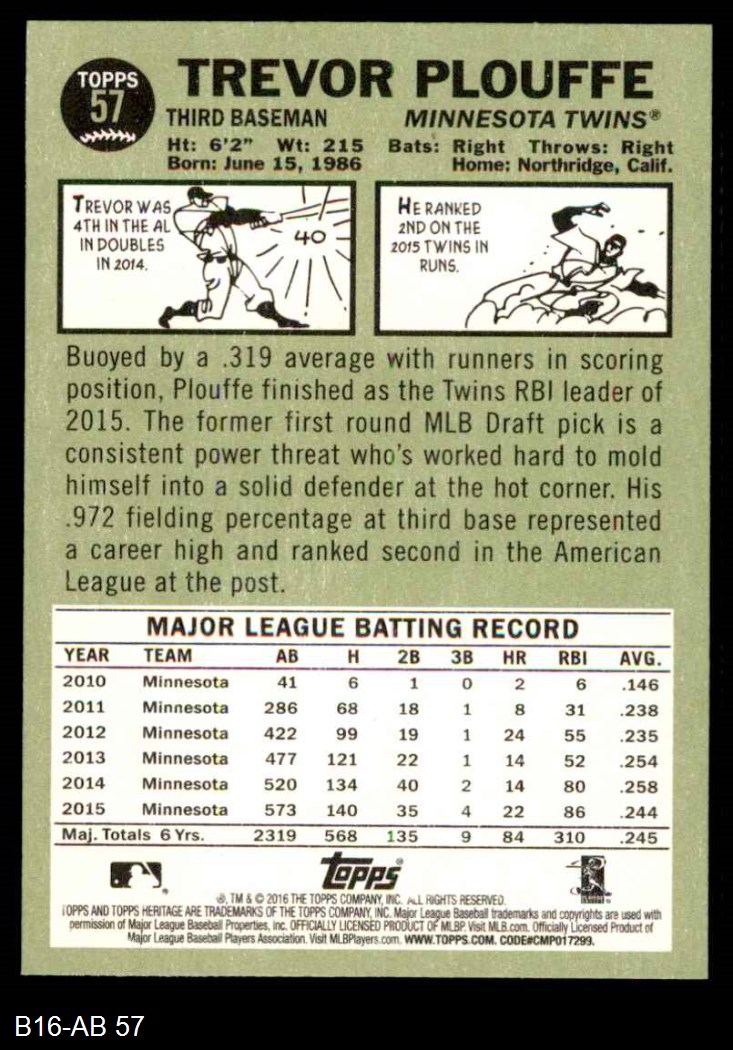 TOPPS
57
TREVOR PLOUFFE
THIRD BASEMAN MINNESOTA TWINS®
Ht: 6'2" Wt: 215 Bats: Right Throws: Right
Born: June 15, 1986 Home: Northridge, Calif.
TREVOR WAS
4TH IN THE AL
IN DOUBLES
IN 2014.
40
HE RANKED
2ND ON THE
2015 TWINS IN
RUNS.
Buoyed by a .319 average with runners in scoring
position, Plouffe finished as the Twins RBI leader of
2015. The former first round MLB Draft pick is a
consistent power threat who's worked hard to mold
himself into a solid defender at the hot corner. His
.972 fielding percentage at third base represented
a career high and ranked second in the American
League at the post.
MAJOR LEAGUE BATTING RECORD
YEAR TEAM AB H 2B 3B HR RBI AVG.
2010 Minnesota 41 6 1 0 2 6 .146
2011 Minnesota 286 68 18 1 8 31 .238
2012 Minnesota 422 99 19 1 24 55 .235
2013 Minnesota 477 121 22 1 14 52 .254
2014 Minnesota 520 134 40 2 14 80 .258
2015 Minnesota 573 140 35 4 22 86 .244
Maj. Totals 6 Yrs. 2319 568 135 9 84 310 .245
Topps®
®, TM & © 2016 THE TOPPS COMPANY, INC. ALL RIGHTS RESERVED.
TOPPS AND TOPPS HERITAGE ARE TRADEMARKS OF THE TOPPS COMPANY, INC. Major League Baseball trademarks and copyrights are used with
permission of Major League Baseball Properties, Inc. OFFICIALLY LICENSED PRODUCT OF MLBP. Visit MLB.com. Officially Licensed Product of
Major League Baseball Players Association. Visit MLBPlayers.com. WWW.TOPPS.COM. CODE#CMP017299.
B16-AB 57